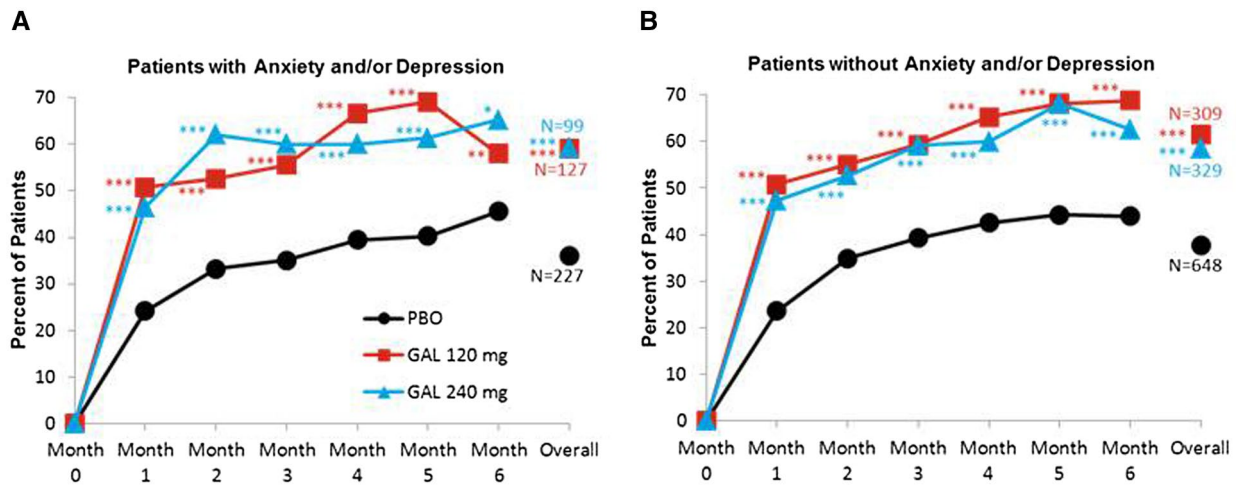 A
Patients with Anxiety and/or Depression
Percent of Patients
70
60
50
40
30
20
10
0
***
***
***
***
***
***
***
***
***
***
*
**
N=99
***
***
N=127
N=227
PBO
GAL 120 mg
GAL 240 mg
Month 0
Month 1
Month 2
Month 3
Month 4
Month 5
Month 6
Overall
B
Patients without Anxiety and/or Depression
Percent of Patients
70
60
50
40
30
20
10
0
***
***
***
***
***
***
***
***
***
***
***
***
N=309
***
***
N=329
N=648
Month 0
Month 1
Month 2
Month 3
Month 4
Month 5
Month 6
Overall